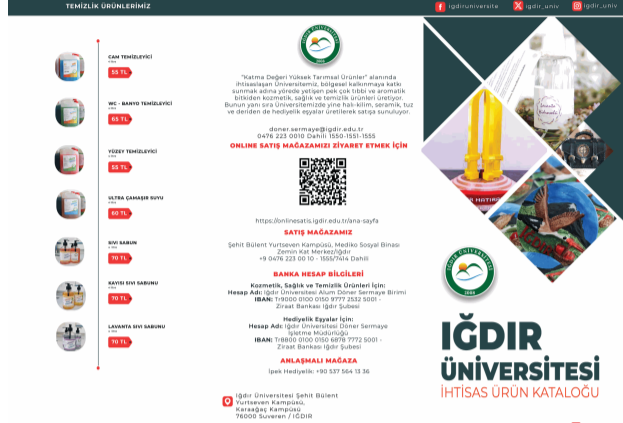 TEMİZLİK ÜRÜNLERİMİZ
CAM TEMİZLEYİCİ
55 TL
WC - BANYO TEMİZLEYİCİ
65 TL
YÜZEY TEMİZLEYİCİ
55 TL
ULTRA ÇAMAŞIR SUYU
60 TL
SIVI SABUN
70 TL
KAYISI SIVI SABUNU
70 TL
LAVANTA SIVI SABUNU
70 TL
"Katma Değeri Yüksek Tarımsal Ürünler" alanında
ihtisaslaşan Üniversitemiz, bölgesel kalkınmaya katkı
sunmak adına yörede yetişen pek çok tıbbi ve aromatik
bitkiden kozmetik, sağlık ve temizlik ürünleri üretiyor.
Bunun yanı sıra Üniversitemizde yine halı-kilim, seramik, tuz
ve deriden de hediyelik eşyalar üretilerek satışa sunuluyor.
doner.sermaye@igdir.edu.tr
0476 223 0010 Dahili 1550-1551-1555
ONLINE SATIŞ MAĞAZAMIZI ZİYARET ETMEK İÇİN
https://onlinesatis.igdir.edu.tr/ana-sayfa
SATIŞ MAĞAZAMIZ
Şehit Bülent Yurtseven Kampüsü, Mediko Sosyal Binası
Zemin Kat Merkez/Iğdır
+9 0476 223 00 10 - 1555/7414 Dahili
BANKA HESAP BİLGİLERİ
Kozmetik, Sağlık ve Temizlik Ürünleri İçin:
Hesap Adı: Iğdır Üniversitesi Alum Döner Sermaye Birimi
IBAN: Tr9000 0100 0150 9777 2532 5001 -
Ziraat Bankası Iğdır Şubesi
Hediyelik Eşyalar İçin:
Hesap Adı: Iğdır Üniversitesi Döner Sermaye
İşletme Müdürlüğü
IBAN: Tr8800 0100 0150 6878 7772 5001 -
Ziraat Bankası Iğdır Şubesi
ANLAŞMALI MAĞAZA
İpek Hediyelik: +90 537 564 13 36
Iğdır Üniversitesi Şehit Bülent
Yurtseven Kampüsü,
Karaağaç Kampüsü
76000 Suveren / IĞDIR
igdiruniversite
igdir_univ
igdir_univ
IĞDIR ÜNİVERSİTESİ
2008
IĞDIR
ÜNİVERSİTESİ
İHTİSAS ÜRÜN KATALOĞU